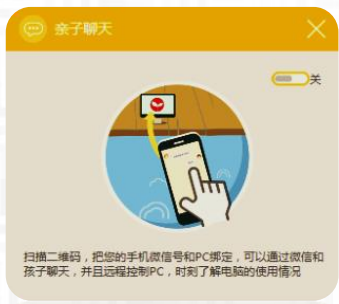 亲子聊天
关
扫描二维码，把您的手机微信号和PC绑定，可以通过微信和
孩子聊天，并且远程控制PC，时刻了解电脑的使用情况